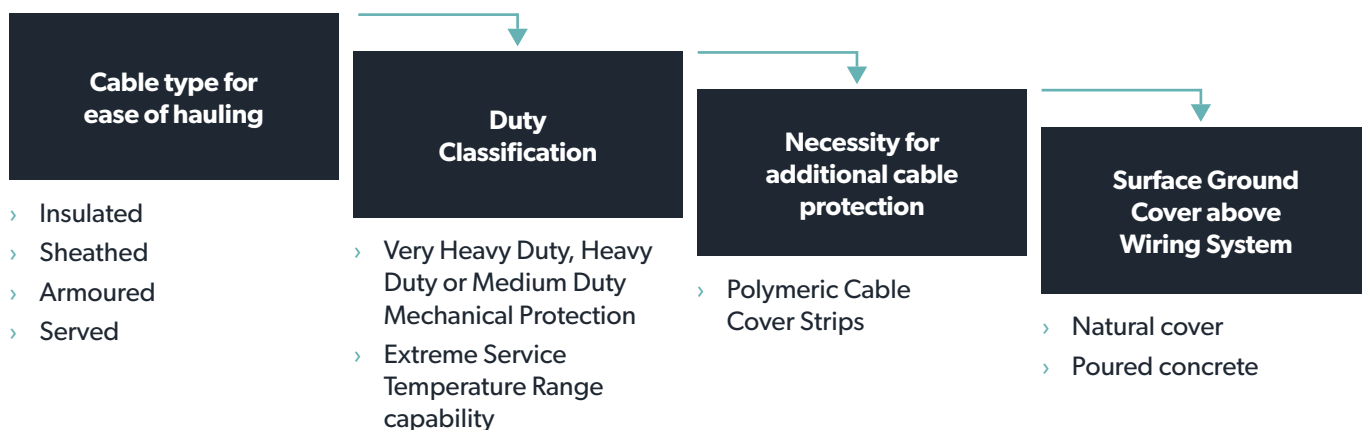 Cable type for
ease of hauling
› Insulated
› Sheathed
› Armoured
› Served
Duty
Classification
› Very Heavy Duty, Heavy
Duty or Medium Duty
Mechanical Protection
› Extreme Service
Temperature Range
capability
Necessity for
additional cable
protection
› Polymeric Cable
Cover Strips
Surface Ground
Cover above
Wiring System
› Natural cover
› Poured concrete